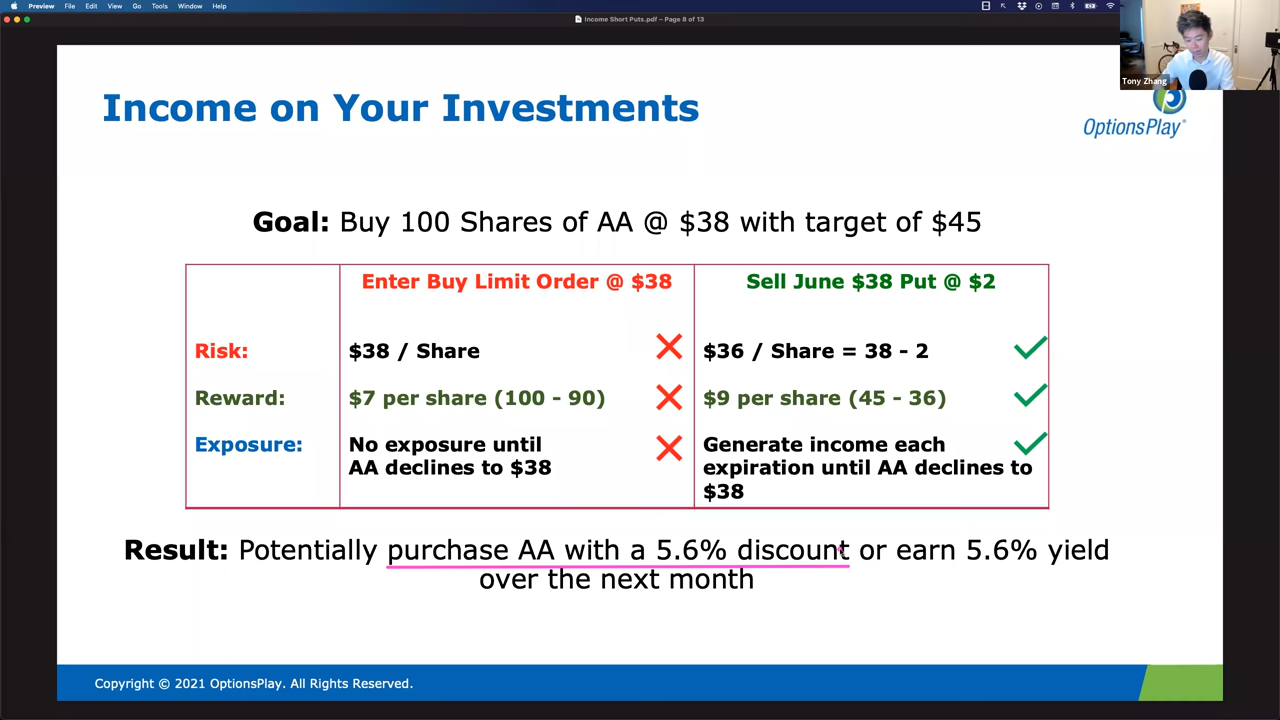 Preview File Edit View Go Tools Window Help
Income Short Puts.pdf – Page 8 of 13
Tony Zhang
Income on Your Investments
OptionsPlay
Goal: Buy 100 Shares of AA @ $38 with target of $45
Enter Buy Limit Order @ $38
Sell June $38 Put @ $2
Risk:
$38 / Share
$36 / Share = 38 - 2
Reward:
$7 per share (100 - 90)
$9 per share (45 - 36)
Exposure:
No exposure until
AA declines to $38
Generate income each
expiration until AA declines to
$38
Result: Potentially purchase AA with a 5.6% discount or earn 5.6% yield
over the next month
Copyright © 2021 OptionsPlay. All Rights Reserved.